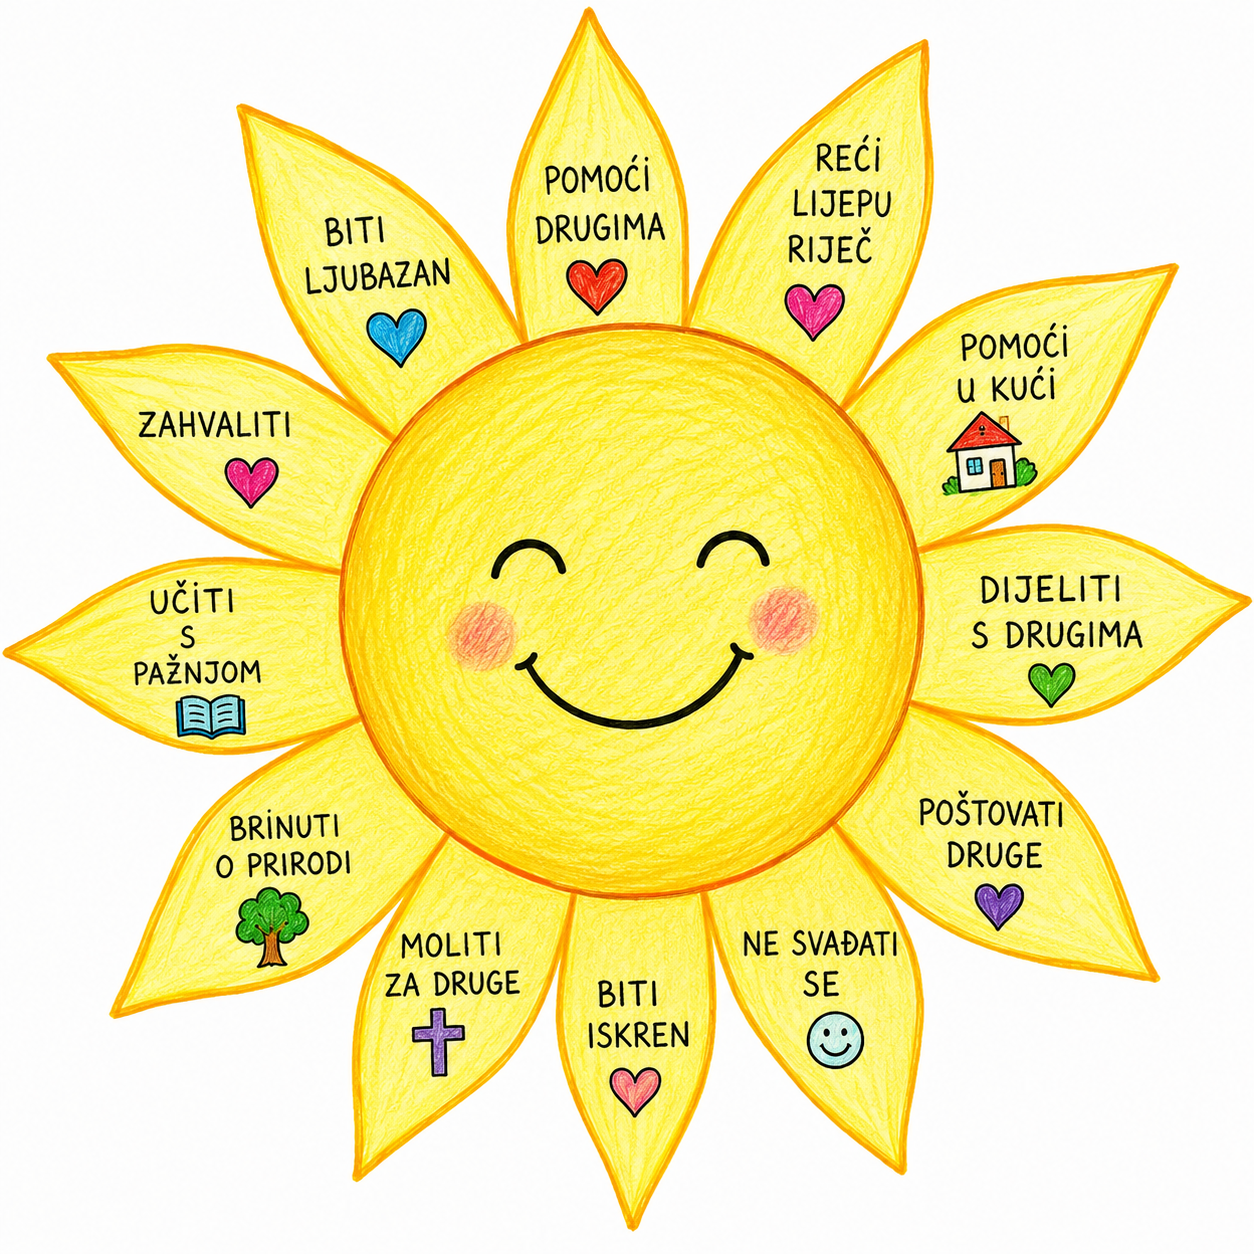 POMOĆI
DRUGIMA
REĆI
LIJEPU
RIJEČ
POMOĆI
U KUĆI
DIJELITI
S DRUGIMA
POŠTOVATI
DRUGE
NE SVAĐATI
SE
BITI
ISKREN
MOLITI
ZA DRUGE
BRINUTI
O PRIRODI
UČITI
S
PAŽNJOM
ZAHVALITI
BITI
LJUBAZAN